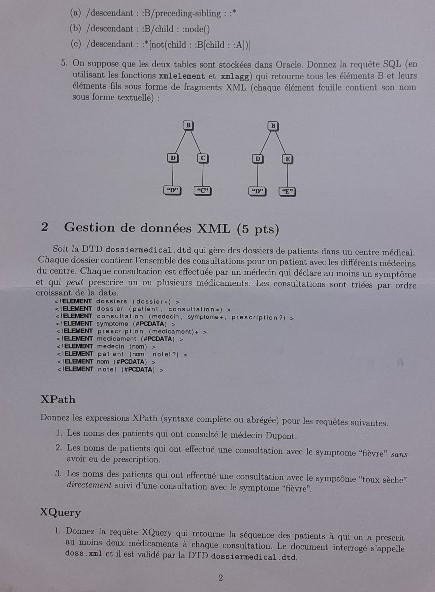 (a) /descendant : :B/preceding-sibling : :*
(b) /descendant : :B/child : :node()
(c) /descendant : :*[not(child : :B[child : :A])]
5. On suppose que les deux tables sont stockées dans Oracle. Donnez la requête SQL (en
utilisant les fonctions xmlelement et xmlagg) qui retourne tous les éléments B et leurs
éléments fils sous forme de fragments XML (chaque élément feuille contient son nom
sous forme textuelle) :
B B
D C D E
"D" "C" "D" "E"
2 Gestion de données XML (5 pts)
Soit la DTD dossiermedical.dtd qui gère des dossiers de patients dans un centre médical.
Chaque dossier contient l'ensemble des consultations pour un patient avec les différents médecins
du centre. Chaque consultation est effectuée par un médecin qui déclare au moins un symptôme
et qui peut prescrire un ou plusieurs médicaments. Les consultations sont triées par ordre
croissant de la date.
<!ELEMENT dossiers (dossier+) >
<!ELEMENT dossier (patient, consultation+) >
<!ELEMENT consultation (medecin, symptome+, prescription?) >
<!ELEMENT symptome (#PCDATA) >
<!ELEMENT prescription (medicament)+ >
<!ELEMENT medicament (#PCDATA) >
<!ELEMENT medecin (nom) >
<!ELEMENT patient (nom notel?) >
<!ELEMENT nom (#PCDATA) >
<!ELEMENT notel (#PCDATA) >
XPath
Donnez les expressions XPath (syntaxe complète ou abrégée) pour les requêtes suivantes.
1. Les noms des patients qui ont consulté le médecin Dupont.
2. Les noms de patients qui ont effectué une consultation avec le symptome "fièvre" sans
avoir eu de prescription.
3. Les noms des patients qui ont effectué une consultation avec le symptôme "toux sèche"
directement suivi d'une consultation avec le symptome "fièvre".
XQuery
1. Donnez la requête XQuery qui retourne la séquence des patients à qui on a prescrit
au moins deux médicaments à chaque consultation. Le document interrogé s'appelle
doss.xml et il est validé par la DTD dossiermedical.dtd.
2